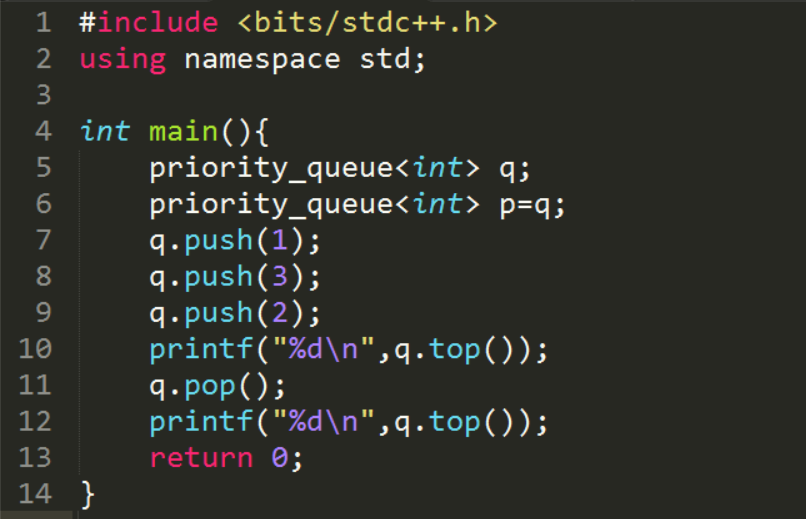 1 #include <bits/stdc++.h>
2 using namespace std;
3
4 int main(){
5     priority_queue<int> q;
6     priority_queue<int> p=q;
7     q.push(1);
8     q.push(3);
9     q.push(2);
10     printf("%d\n",q.top());
11     q.pop();
12     printf("%d\n",q.top());
13     return 0;
14 }